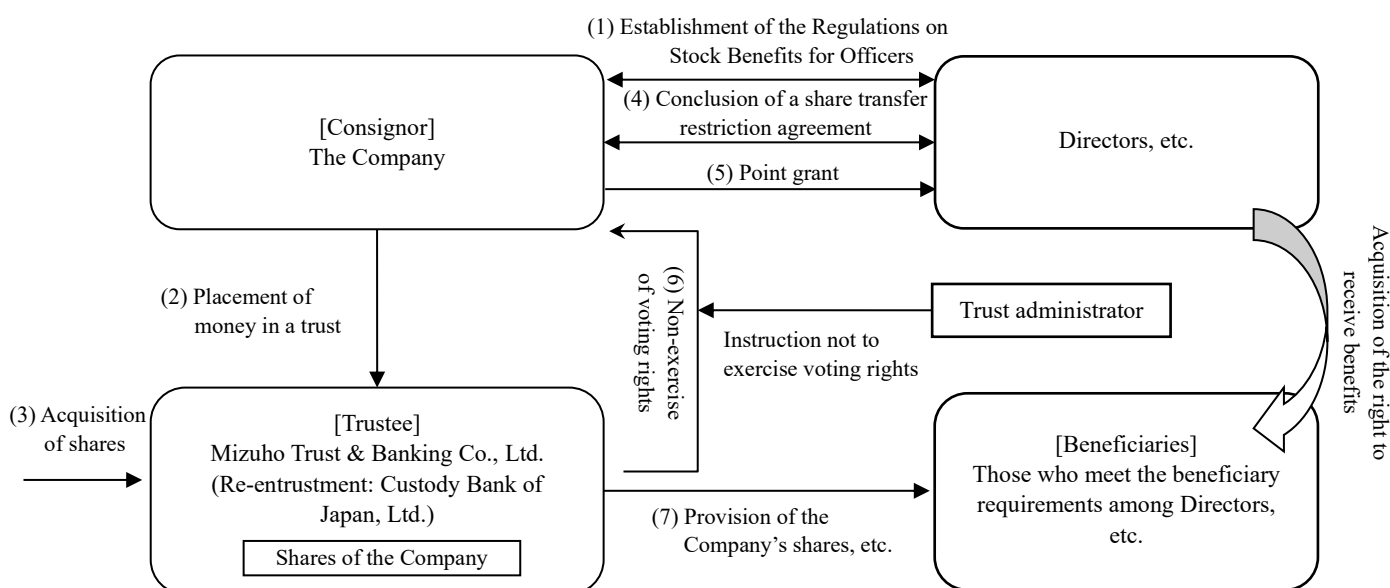 (1) Establishment of the Regulations on
Stock Benefits for Officers
[Consignor]
The Company
(4) Conclusion of a share transfer
restriction agreement
Directors, etc.
(5) Point grant
(2) Placement of
money in a trust
(6) Non-exercise
of voting rights
Trust administrator
Instruction not to
exercise voting rights
Acquisition of the right to
receive benefits
(3) Acquisition
of shares
[Trustee]
Mizuho Trust & Banking Co., Ltd.
(Re-entrustment: Custody Bank of
Japan, Ltd.)
Shares of the Company
(7) Provision of the
Company’s shares, etc.
[Beneficiaries]
Those who meet the beneficiary
requirements among Directors,
etc.